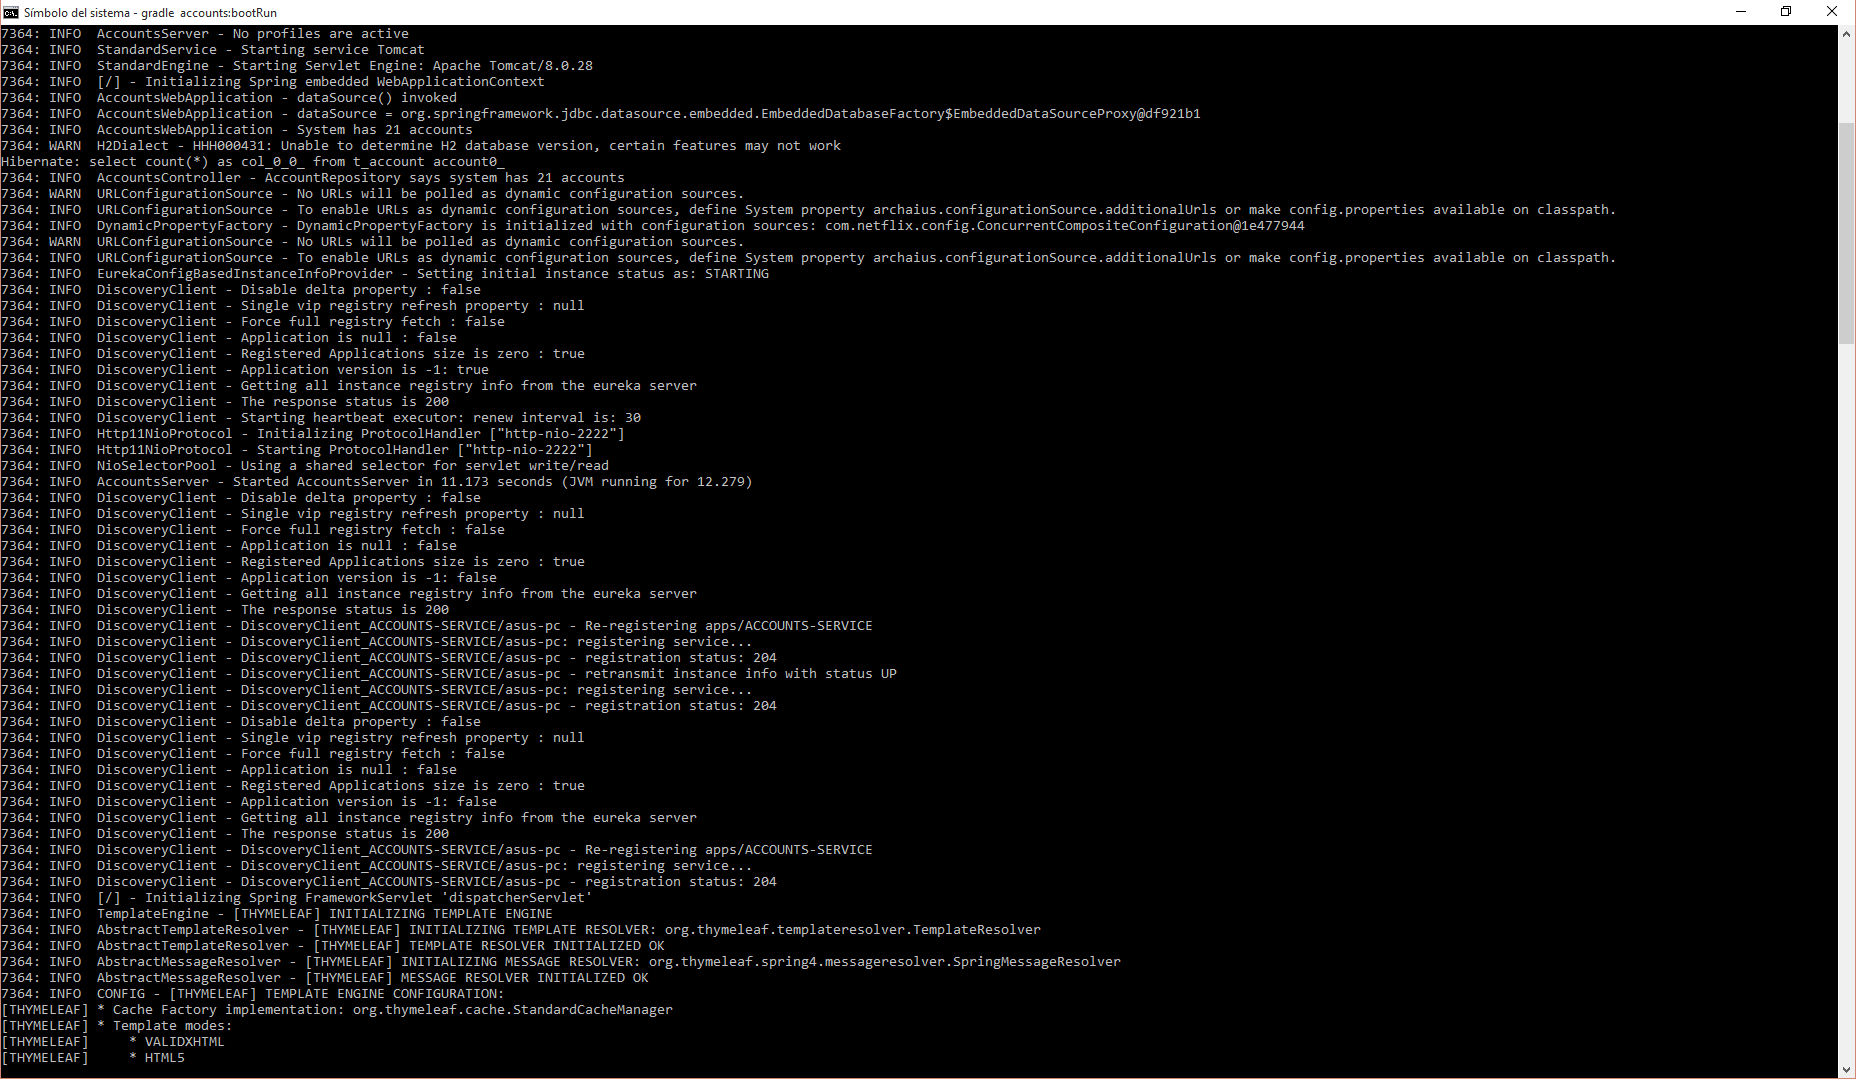 Símbolo del sistema - gradle  accounts:bootRun
7364: INFO  AccountsServer - No profiles are active
7364: INFO  StandardService - Starting service Tomcat
7364: INFO  StandardEngine - Starting Servlet Engine: Apache Tomcat/8.0.28
7364: INFO  [/] - Initializing Spring embedded WebApplicationContext
7364: INFO  AccountsWebApplication - dataSource() invoked
7364: INFO  AccountsWebApplication - dataSource = org.springframework.jdbc.datasource.embedded.EmbeddedDatabaseFactory$EmbeddedDataSourceProxy@df921b1
7364: INFO  AccountsWebApplication - System has 21 accounts
7364: WARN  H2Dialect - HHH000431: Unable to determine H2 database version, certain features may not work
Hibernate: select count(*) as col_0_0_ from t_account account0_
7364: INFO  AccountsController - AccountRepository says system has 21 accounts
7364: WARN  URLConfigurationSource - No URLs will be polled as dynamic configuration sources.
7364: INFO  URLConfigurationSource - To enable URLs as dynamic configuration sources, define System property archaius.configurationSource.additionalUrls or make config.properties available on classpath.
7364: INFO  DynamicPropertyFactory - DynamicPropertyFactory is initialized with configuration sources: com.netflix.config.ConcurrentCompositeConfiguration@1e477944
7364: WARN  URLConfigurationSource - No URLs will be polled as dynamic configuration sources.
7364: INFO  URLConfigurationSource - To enable URLs as dynamic configuration sources, define System property archaius.configurationSource.additionalUrls or make config.properties available on classpath.
7364: INFO  EurekaConfigBasedInstanceInfoProvider - Setting initial instance status as: STARTING
7364: INFO  DiscoveryClient - Disable delta property : false
7364: INFO  DiscoveryClient - Single vip registry refresh property : null
7364: INFO  DiscoveryClient - Force full registry fetch : false
7364: INFO  DiscoveryClient - Application is null : false
7364: INFO  DiscoveryClient - Registered Applications size is zero : true
7364: INFO  DiscoveryClient - Application version is -1: true
7364: INFO  DiscoveryClient - Getting all instance registry info from the eureka server
7364: INFO  DiscoveryClient - The response status is 200
7364: INFO  DiscoveryClient - Starting heartbeat executor: renew interval is: 30
7364: INFO  Http11NioProtocol - Initializing ProtocolHandler ["http-nio-2222"]
7364: INFO  Http11NioProtocol - Starting ProtocolHandler ["http-nio-2222"]
7364: INFO  NioSelectorPool - Using a shared selector for servlet write/read
7364: INFO  AccountsServer - Started AccountsServer in 11.173 seconds (JVM running for 12.279)
7364: INFO  DiscoveryClient - Disable delta property : false
7364: INFO  DiscoveryClient - Single vip registry refresh property : null
7364: INFO  DiscoveryClient - Force full registry fetch : false
7364: INFO  DiscoveryClient - Application is null : false
7364: INFO  DiscoveryClient - Registered Applications size is zero : true
7364: INFO  DiscoveryClient - Application version is -1: false
7364: INFO  DiscoveryClient - Getting all instance registry info from the eureka server
7364: INFO  DiscoveryClient - The response status is 200
7364: INFO  DiscoveryClient - DiscoveryClient_ACCOUNTS-SERVICE/asus-pc - Re-registering apps/ACCOUNTS-SERVICE
7364: INFO  DiscoveryClient - DiscoveryClient_ACCOUNTS-SERVICE/asus-pc: registering service...
7364: INFO  DiscoveryClient - DiscoveryClient_ACCOUNTS-SERVICE/asus-pc - registration status: 204
7364: INFO  DiscoveryClient - DiscoveryClient_ACCOUNTS-SERVICE/asus-pc - retransmit instance info with status UP
7364: INFO  DiscoveryClient - DiscoveryClient_ACCOUNTS-SERVICE/asus-pc: registering service...
7364: INFO  DiscoveryClient - DiscoveryClient_ACCOUNTS-SERVICE/asus-pc - registration status: 204
7364: INFO  DiscoveryClient - Disable delta property : false
7364: INFO  DiscoveryClient - Single vip registry refresh property : null
7364: INFO  DiscoveryClient - Force full registry fetch : false
7364: INFO  DiscoveryClient - Application is null : false
7364: INFO  DiscoveryClient - Registered Applications size is zero : true
7364: INFO  DiscoveryClient - Application version is -1: false
7364: INFO  DiscoveryClient - Getting all instance registry info from the eureka server
7364: INFO  DiscoveryClient - The response status is 200
7364: INFO  DiscoveryClient - DiscoveryClient_ACCOUNTS-SERVICE/asus-pc - Re-registering apps/ACCOUNTS-SERVICE
7364: INFO  DiscoveryClient - DiscoveryClient_ACCOUNTS-SERVICE/asus-pc: registering service...
7364: INFO  DiscoveryClient - DiscoveryClient_ACCOUNTS-SERVICE/asus-pc - registration status: 204
7364: INFO  [/] - Initializing Spring FrameworkServlet 'dispatcherServlet'
7364: INFO  TemplateEngine - [THYMELEAF] INITIALIZING TEMPLATE ENGINE
7364: INFO  AbstractTemplateResolver - [THYMELEAF] INITIALIZING TEMPLATE RESOLVER: org.thymeleaf.templateresolver.TemplateResolver
7364: INFO  AbstractTemplateResolver - [THYMELEAF] TEMPLATE RESOLVER INITIALIZED OK
7364: INFO  AbstractMessageResolver - [THYMELEAF] INITIALIZING MESSAGE RESOLVER: org.thymeleaf.spring4.messageresolver.SpringMessageResolver
7364: INFO  AbstractMessageResolver - [THYMELEAF] MESSAGE RESOLVER INITIALIZED OK
7364: INFO  CONFIG - [THYMELEAF] TEMPLATE ENGINE CONFIGURATION:
[THYMELEAF] * Cache Factory implementation: org.thymeleaf.cache.StandardCacheManager
[THYMELEAF] * Template modes:
[THYMELEAF]     * VALIDXHTML
[THYMELEAF]     * HTML5